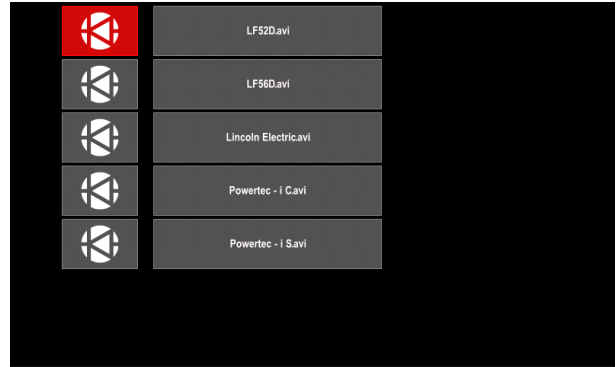 LF52D.avi
LF56D.avi
Lincoln Electric.avi
Powertec - i C.avi
Powertec - i S.avi